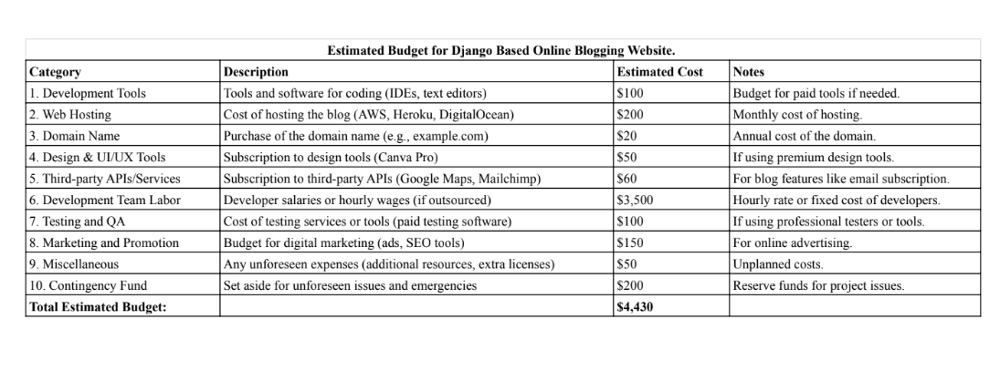 Estimated Budget for Django Based Online Blogging Website.
Category Description Estimated Cost Notes
1. Development Tools Tools and software for coding (IDEs, text editors) $100 Budget for paid tools if needed.
2. Web Hosting Cost of hosting the blog (AWS, Heroku, DigitalOcean) $200 Monthly cost of hosting.
3. Domain Name Purchase of the domain name (e.g., example.com) $20 Annual cost of the domain.
4. Design & UI/UX Tools Subscription to design tools (Canva Pro) $50 If using premium design tools.
5. Third-party APIs/Services Subscription to third-party APIs (Google Maps, Mailchimp) $60 For blog features like email subscription.
6. Development Team Labor Developer salaries or hourly wages (if outsourced) $3,500 Hourly rate or fixed cost of developers.
7. Testing and QA Cost of testing services or tools (paid testing software) $100 If using professional testers or tools.
8. Marketing and Promotion Budget for digital marketing (ads, SEO tools) $150 For online advertising.
9. Miscellaneous Any unforeseen expenses (additional resources, extra licenses) $50 Unplanned costs.
10. Contingency Fund Set aside for unforeseen issues and emergencies $200 Reserve funds for project issues.
Total Estimated Budget: $4,430